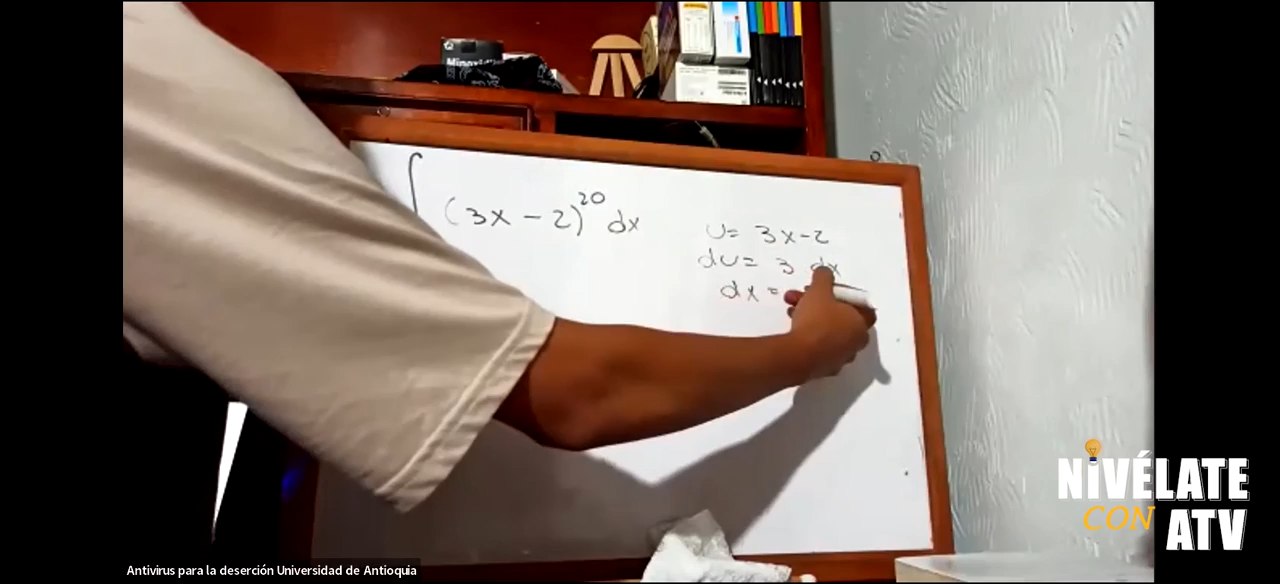 Minoxidil
∫ (3x-2)²⁰ dx
u= 3x-2
du= 3 dx
dx =
NIVÉLATE
CON ATV
Antivirus para la deserción Universidad de Antioquia